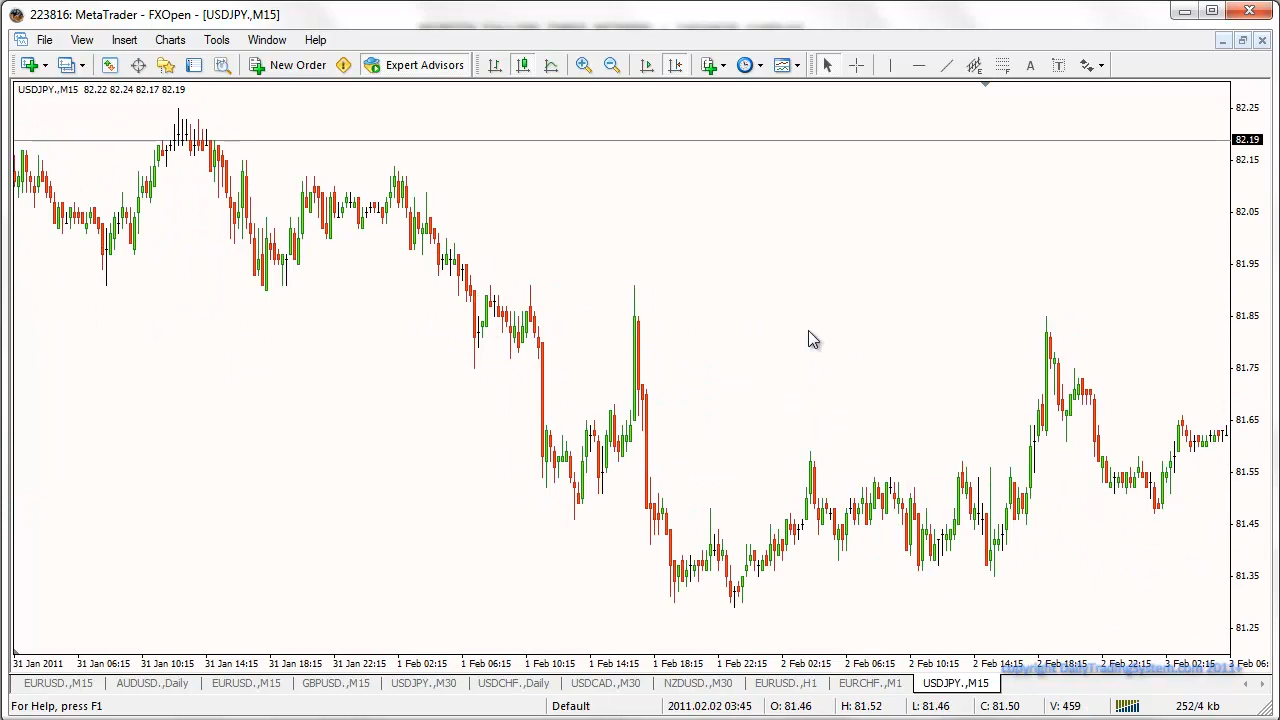 223816: MetaTrader - FXOpen - [USDJPY.,M15]
File View Insert Charts Tools Window Help
New Order Expert Advisors
A T
USDJPY.,M15 82.22 82.24 82.17 82.19
82.25
82.19
82.15
82.05
81.95
81.85
81.75
81.65
81.55
81.45
81.35
81.25
31 Jan 2011 31 Jan 06:15 31 Jan 10:15 31 Jan 14:15 31 Jan 18:15 31 Jan 22:15 1 Feb 02:15 1 Feb 06:15 1 Feb 10:15 1 Feb 14:15 1 Feb 18:15 1 Feb 22:15 2 Feb 02:15 2 Feb 06:15 2 Feb 10:15 2 Feb 14:15 2 Feb 18:15 2 Feb 22:15 3 Feb 02:15 Feb 06:
copyright DailyTradingSystem.com 2011+
EURUSD.,M15 AUDUSD.,Daily EURUSD.,M15 GBPUSD.,M15 USDJPY.,M30 USDCHF.,Daily USDCAD.,M30 NZDUSD.,M30 EURUSD.,H1 EURCHF.,M1 USDJPY.,M15
For Help, press F1 Default 2011.02.02 03:45 O: 81.46 H: 81.52 L: 81.46 C: 81.50 V: 459 252/4 kb